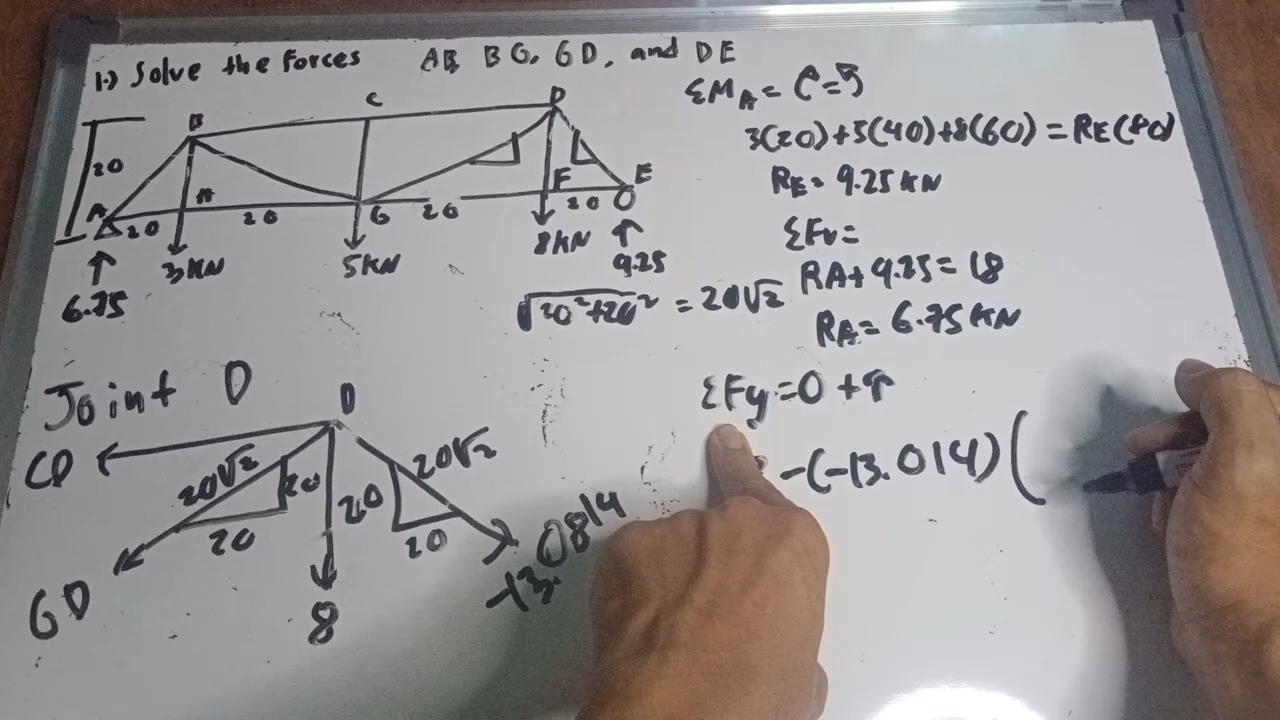 1.) Solve the Forces AB, BG, GD, and DE
ΣM_A = ↶=↷
3(20)+5(40)+8(60) = RE(80)
RE = 9.25 KN
ΣFv=
RA+9.25=18
RA = 6.75 KN
B C D
20
A H G F E
20 20 20 20
3KN 5KN 8KN 9.25
6.75
√20²+20² = 20√2
Joint D
D
CD
20√2 20 20 20√2
20 20
GD 8 -13.0814
ΣFy=0 +↑
-(-13.014)(